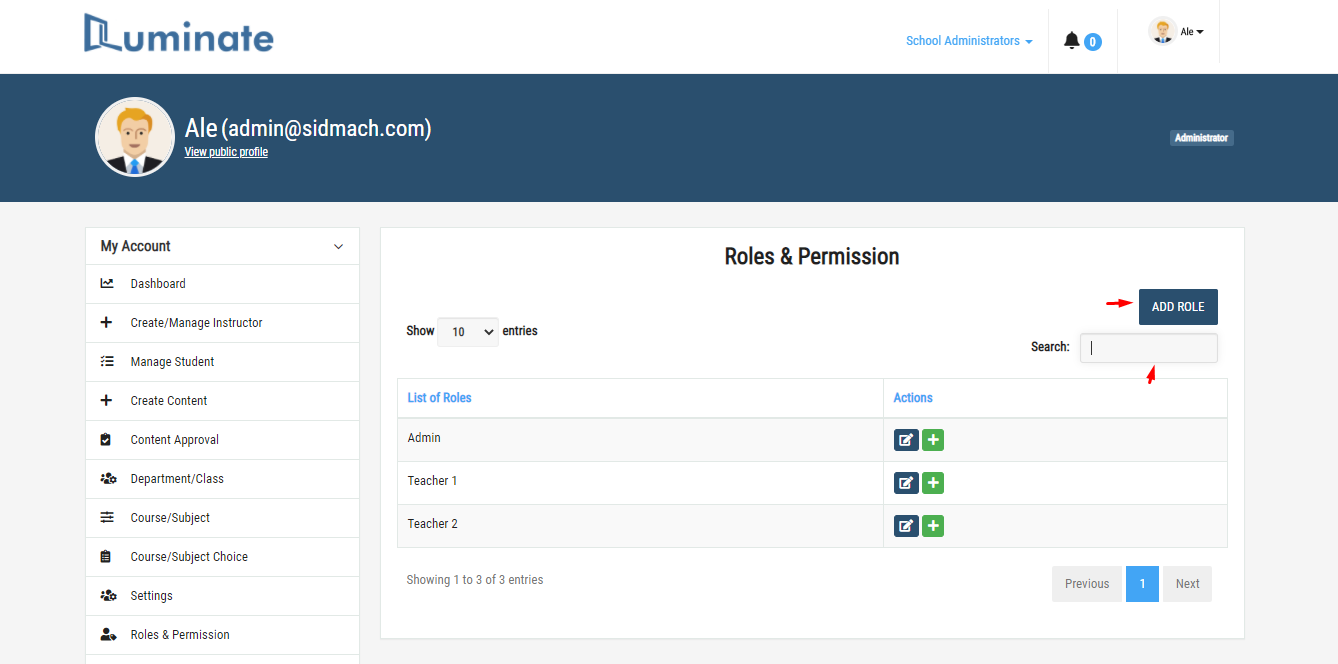 Luminate
School Administrators
0
Ale
Ale (admin@sidmach.com)
View public profile
Administrator
My Account
Dashboard
Create/Manage Instructor
Manage Student
Create Content
Content Approval
Department/Class
Course/Subject
Course/Subject Choice
Settings
Roles & Permission
Roles & Permission
ADD ROLE
Show 10 entries
Search:
List of Roles Actions
Admin
Teacher 1
Teacher 2
Showing 1 to 3 of 3 entries
Previous 1 Next